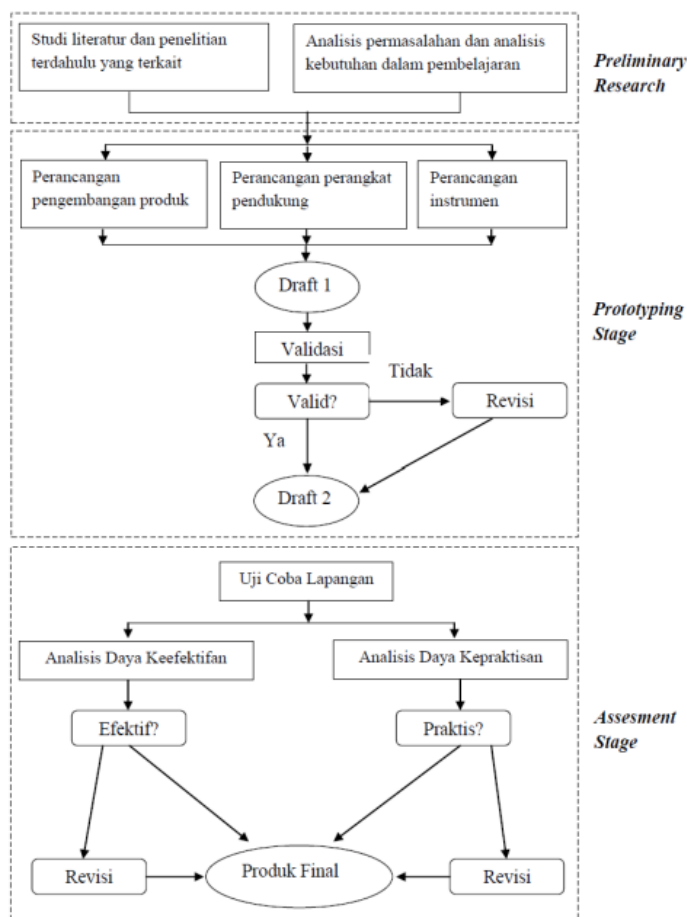 Studi literatur dan penelitian
terdahulu yang terkait
Analisis permasalahan dan analisis
kebutuhan dalam pembelajaran
Preliminary
Research
Perancangan
pengembangan produk
Perancangan perangkat
pendukung
Perancangan
instrumen
Draft 1
Prototyping
Stage
Validasi
Tidak
Valid?
Revisi
Ya
Draft 2
Uji Coba Lapangan
Analisis Daya Keefektifan
Analisis Daya Kepraktisan
Efektif?
Praktis?
Assesment
Stage
Revisi
Produk Final
Revisi